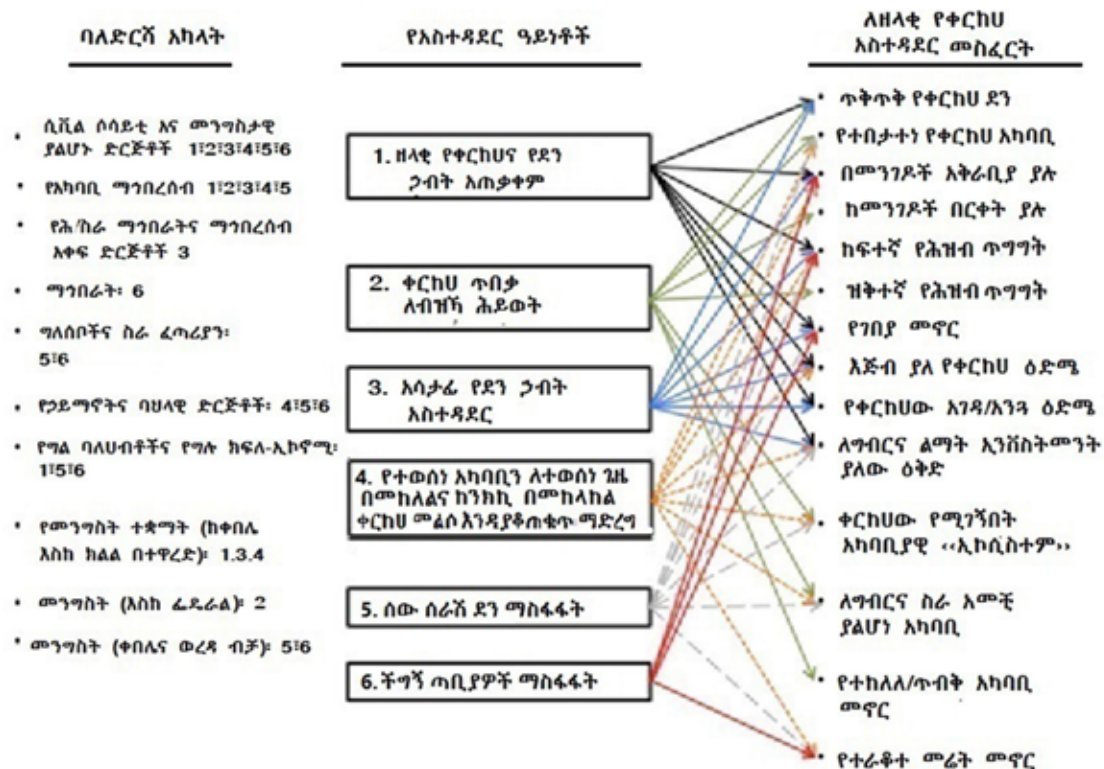 ባለድርሻ አካላት
የአስተዳደር ዓይነቶች
ለዘላቂ የቀርከሀ
አስተዳደር መስፈርት
• ሲቪል ሶሳይቲ እና መንግስታዊ
ያልሆኑ ድርጅቶች 1፣2፣3፣4፣5፣6
• የአካባቢ ማኅበረሰብ 1፣2፣3፣4፣5
• የሕ/ስራ ማኅበራትና ማኅበረሰብ
አቀፍ ድርጅቶች 3
• ማኅበራት፡ 6
• ግለሰቦችና ስራ ፈጣሪያን፡
5፣6
• የኃይማኖትና ባህላዊ ድርጅቶች፡ 4፣5፣6
• የግል ባለሀብቶችና የግሉ ክፍለ-ኢኮኖሚ፡
1፣5፣6
• የመንግስት ተቋማት (ከቀበሌ
እስከ ክልል በተዋረድ)፡ 1.3.4
• መንግስት (እስከ ፌዴራል)፡ 2
• መንግስት (ቀበሌና ወረዳ ብቻ)፡ 5፣6
1. ዘላቂ የቀርከሀና የደን
ኃብት አጠቃቀም
2. ቀርከሀ ጥበቃ
ለብዝኻ ሕይወት
3. አሳታፊ የደን ኃብት
አስተዳደር
4. የተወሰነ አካባቢን ለተወሰነ ጊዜ
በመከለልና ከንክኪ በመከላከል
ቀርከሀ መልሶ እንዲያቆጠቁጥ ማድረግ
5. ሰው ሰራሽ ደን ማስፋፋት
6. ችግኝ ጣቢያዎች ማስፋፋት
• ጥቅጥቅ የቀርከሀ ደን
• የተበታተነ የቀርከሀ አካባቢ
• በመንገዶች አቅራቢያ ያሉ
• ከመንገዶች በርቀት ያሉ
• ከፍተኛ የሕዝብ ጥግግት
• ዝቅተኛ የሕዝብ ጥግግት
• የገበያ መኖር
• እጅብ ያለ የቀርከሀ ዕድሜ
• የቀርከሀው አገዳ/አንጓ ዕድሜ
• ለግብርና ልማት ኢንቨስትመንት
ያለው ዕቅድ
• ቀርከሀው የሚገኝበት
አካባቢያዊ ‹‹ኢኮሲስተም››
• ለግብርና ስራ አመቺ
ያልሆነ አካባቢ
• የተከለለ/ጥብቅ አካባቢ
መኖር
• የተራቆተ መሬት መኖር